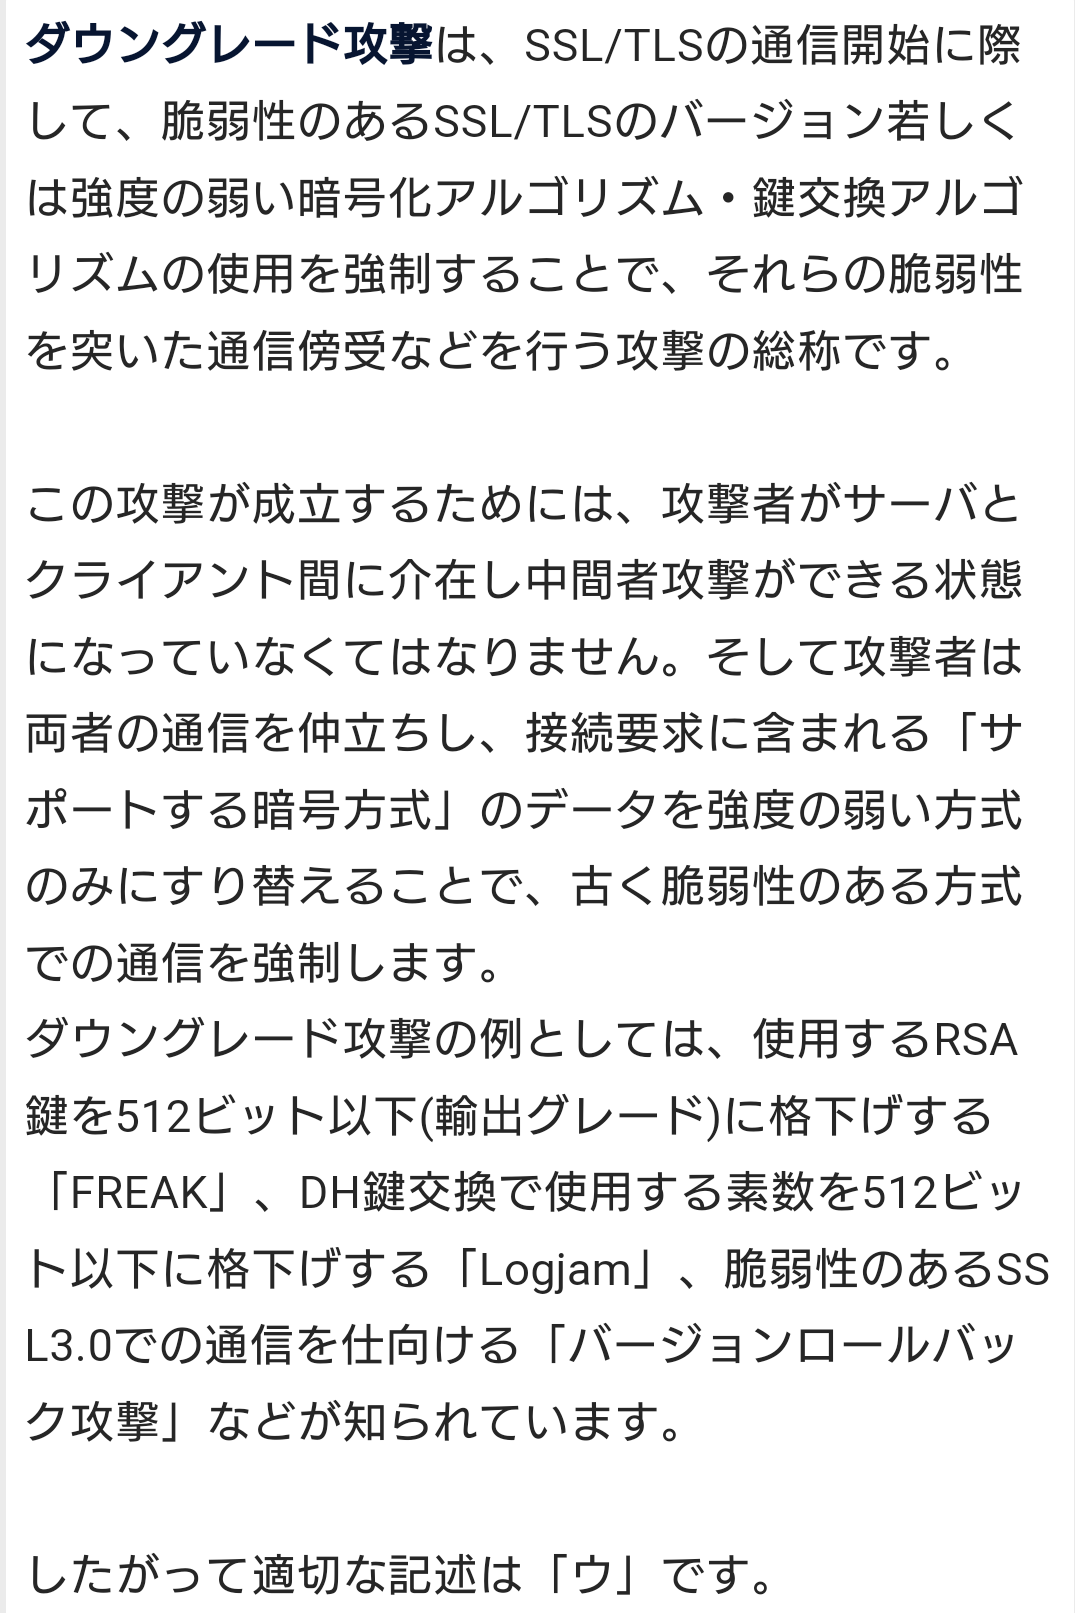 ダウングレード攻撃は、SSL/TLSの通信開始に際
して、脆弱性のあるSSL/TLSのバージョン若しく
は強度の弱い暗号化アルゴリズム・鍵交換アルゴ
リズムの使用を強制することで、それらの脆弱性
を突いた通信傍受などを行う攻撃の総称です。
この攻撃が成立するためには、攻撃者がサーバと
クライアント間に介在し中間者攻撃ができる状態
になっていなくてはなりません。そして攻撃者は
両者の通信を仲立ちし、接続要求に含まれる「サ
ポートする暗号方式」のデータを強度の弱い方式
のみにすり替えることで、古く脆弱性のある方式
での通信を強制します。
ダウングレード攻撃の例としては、使用するRSA
鍵を512ビット以下(輸出グレード)に格下げする
「FREAK」、DH鍵交換で使用する素数を512ビッ
ト以下に格下げする「Logjam」、脆弱性のあるSS
L3.0での通信を仕向ける「バージョンロールバッ
ク攻撃」などが知られています。
したがって適切な記述は「ウ」です。